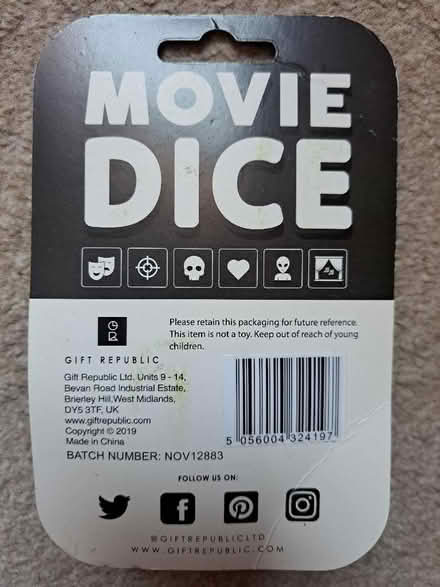 MOVIE
DICE
GIFT REPUBLIC
Gift Republic Ltd. Units 9 - 14,
Bevan Road Industrial Estate,
Brierley Hill,West Midlands,
DY5 3TF, UK
www.giftrepublic.com
Copyright © 2019
Made in China
BATCH NUMBER: NOV12883
Please retain this packaging for future reference.
This item is not a toy. Keep out of reach of young
children.
5 056004 324197
FOLLOW US ON:
@GIFTREPUBLICLTD
WWW.GIFTREPUBLIC.COM